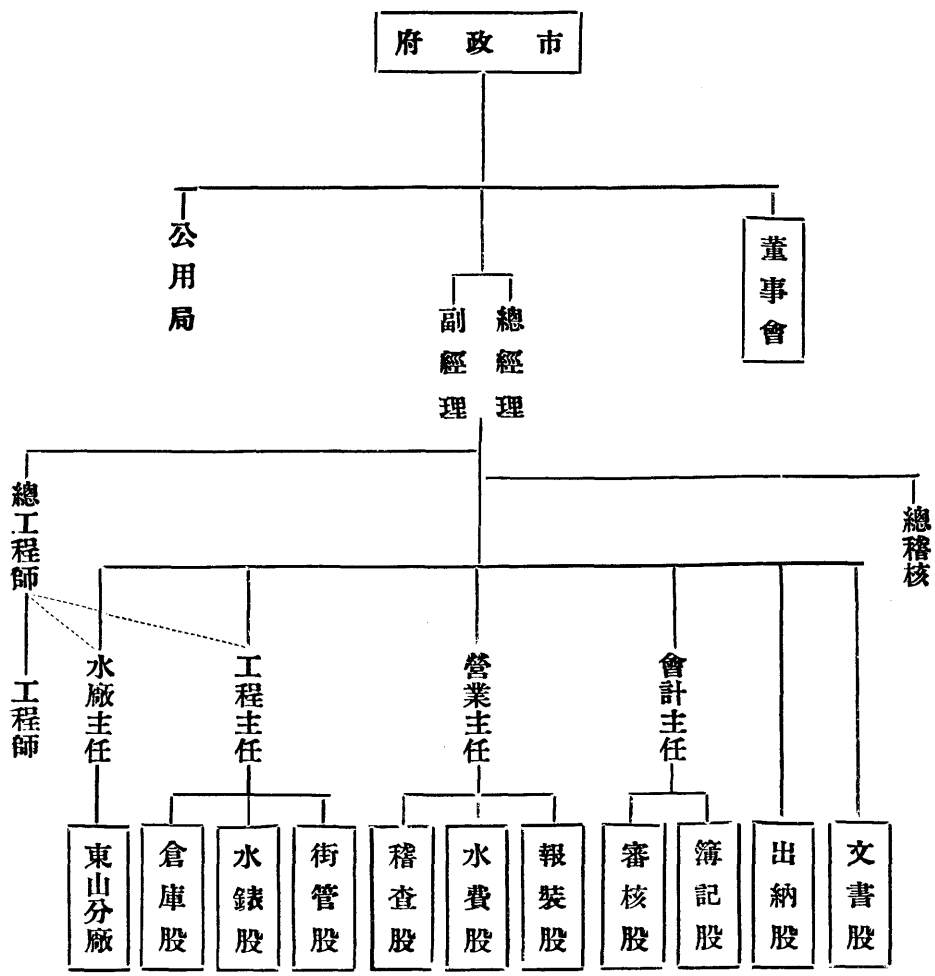 市政府
董事會
公用局
總經理
副經理
總稽核
總工程師
工程師
會計主任
營業主任
工程主任
水廠主任
文書股
出納股
簿記股
審核股
報裝股
水費股
稽查股
街管股
水錶股
倉庫股
東山分廠